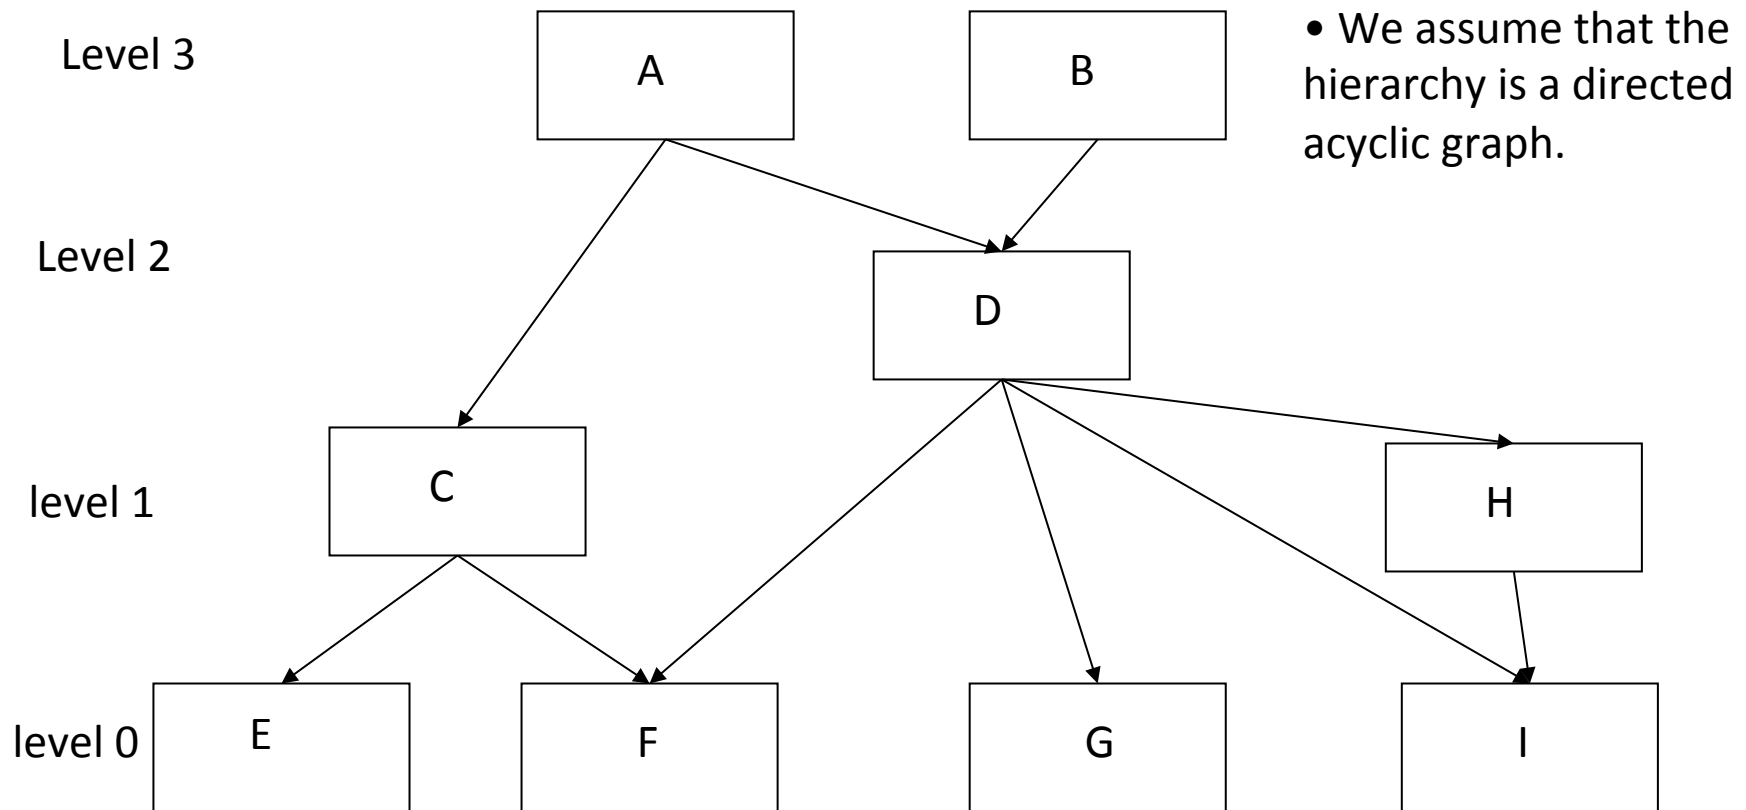 Level 3
A
B
• We assume that the
hierarchy is a directed
acyclic graph.
Level 2
D
level 1
C
H
level 0
E
F
G
I